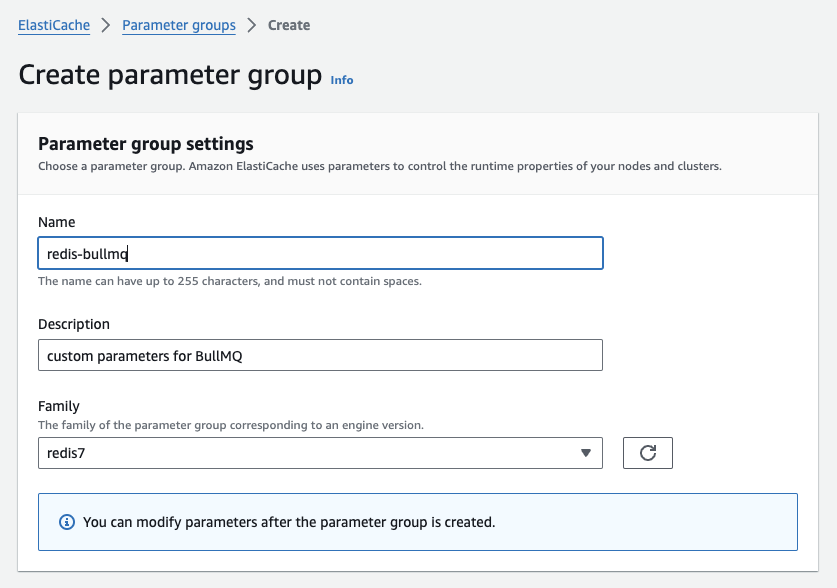 ElastiCache > Parameter groups > Create
Create parameter group Info
Parameter group settings
Choose a parameter group. Amazon ElastiCache uses parameters to control the runtime properties of your nodes and clusters.
Name
redis-bullmq
The name can have up to 255 characters, and must not contain spaces.
Description
custom parameters for BullMQ
Family
The family of the parameter group corresponding to an engine version.
redis7
You can modify parameters after the parameter group is created.